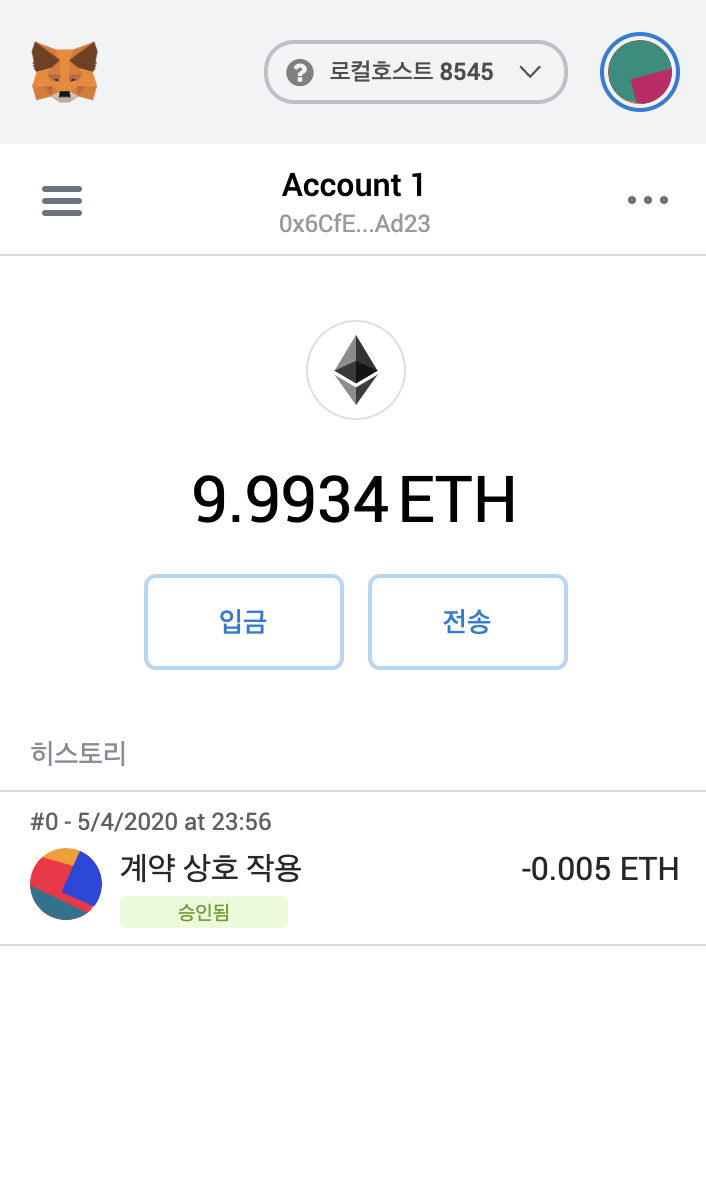 로컬호스트 8545
Account 1
0x6CfE...Ad23
9.9934 ETH
입금
전송
히스토리
#0 - 5/4/2020 at 23:56
계약 상호 작용
-0.005 ETH
승인됨